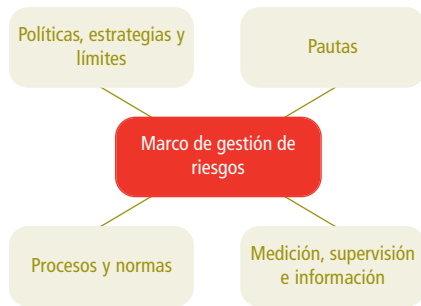 Políticas, estrategias y
límites
Pautas
Marco de gestión de
riesgos
Procesos y normas
Medición, supervisión
e información